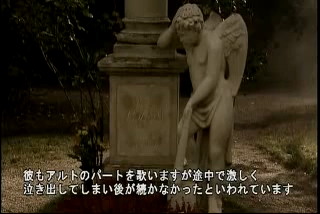 彼もアルトのパートを歌いますが途中で激しく
泣き出してしまい後が続かなかったといわれています